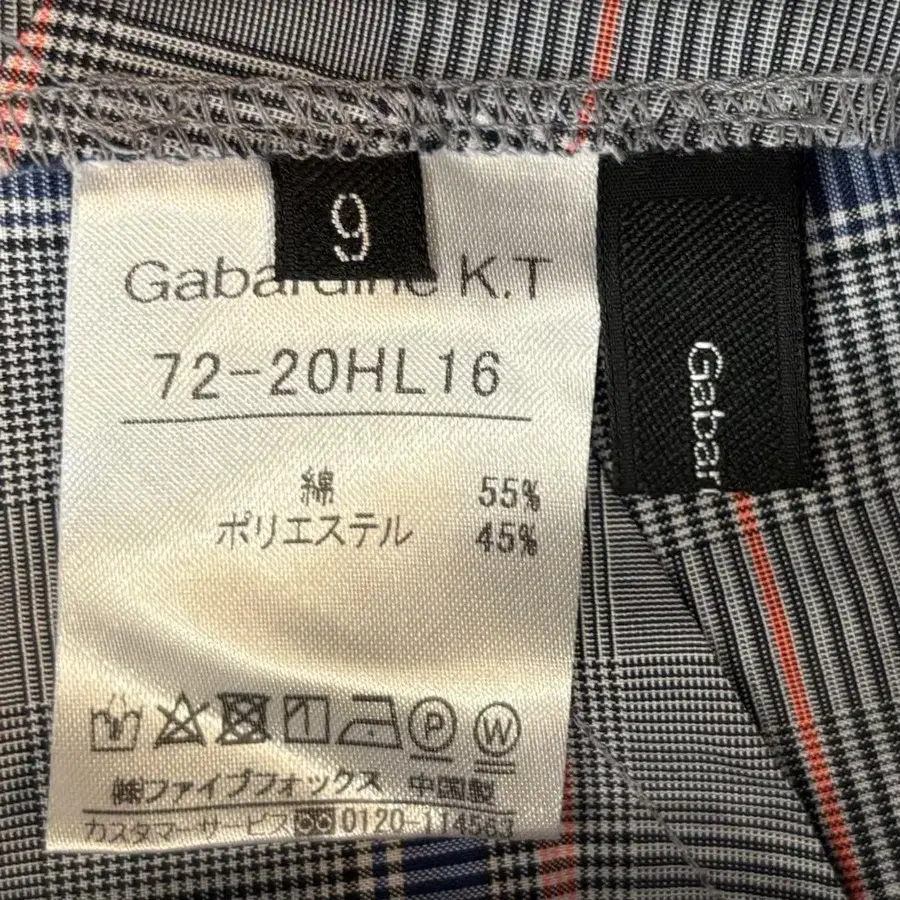 9
Gabardine K.T
72-20HL16
綿 55%
ポリエステル 45%
P W
㈱ファイブフォックス 中国製
カスタマーサービス 0120-114563
Gabar